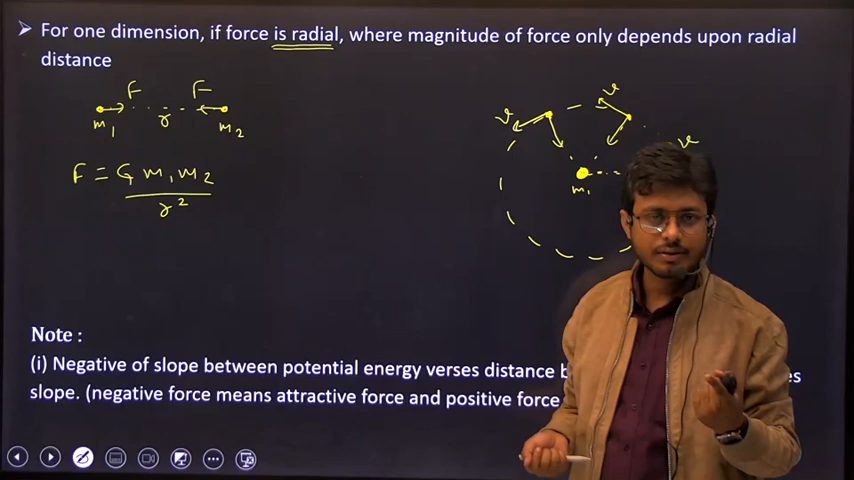 ➤ For one dimension, if force is radial, where magnitude of force only depends upon radial
distance
F F
m₁ r m₂
F = G m₁ m₂ / r²
v v
v
m₁
Note :
(i) Negative of slope between potential energy verses distance
slope. (negative force means attractive force and positive force